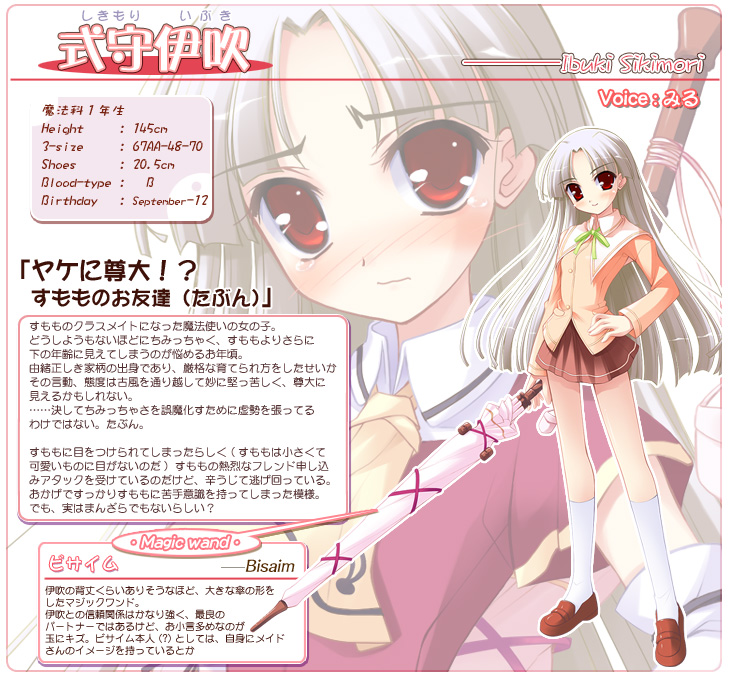 しきもり いぶき
式守伊吹
Ibuki Sikimori
Voice : みる
魔法科1年生
Height : 145cm
3-size : 67AA-48-70
Shoes : 20.5cm
Blood-type : B
Birthday : September-12
「ヤケに尊大！？
すもものお友達（たぶん）」
すもものクラスメイトになった魔法使いの女の子。
どうしようもないほどにちみっちゃく、すももよりさらに
下の年齢に見えてしまうのが悩めるお年頃。
由緒正しき家柄の出身であり、厳格な育てられ方をしたせいか
その言動、態度は古風を通り越して妙に堅っ苦しく、尊大に
見えるかもしれない。
……決してちみっちゃさを誤魔化すために虚勢を張ってる
わけではない。たぶん。
すももに目をつけられてしまったらしく（すももは小さくて
可愛いものに目がないのだ）すももの熱烈なフレンド申し込
みアタックを受けているのだけど、辛うじて逃げ回っている。
おかげですっかりすももに苦手意識を持ってしまった模様。
でも、実はまんざらでもないらしい？
Magic wand
ビサイム
―Bisaim
伊吹の背丈くらいありそうなほど、大きな傘の形を
したマジックワンド。
伊吹との信頼関係はかなり強く、最良の
パートナーではあるけど、お小言多めなのが
玉にキズ。ビサイム本人（?）としては、自身にメイド
さんのイメージを持っているとか